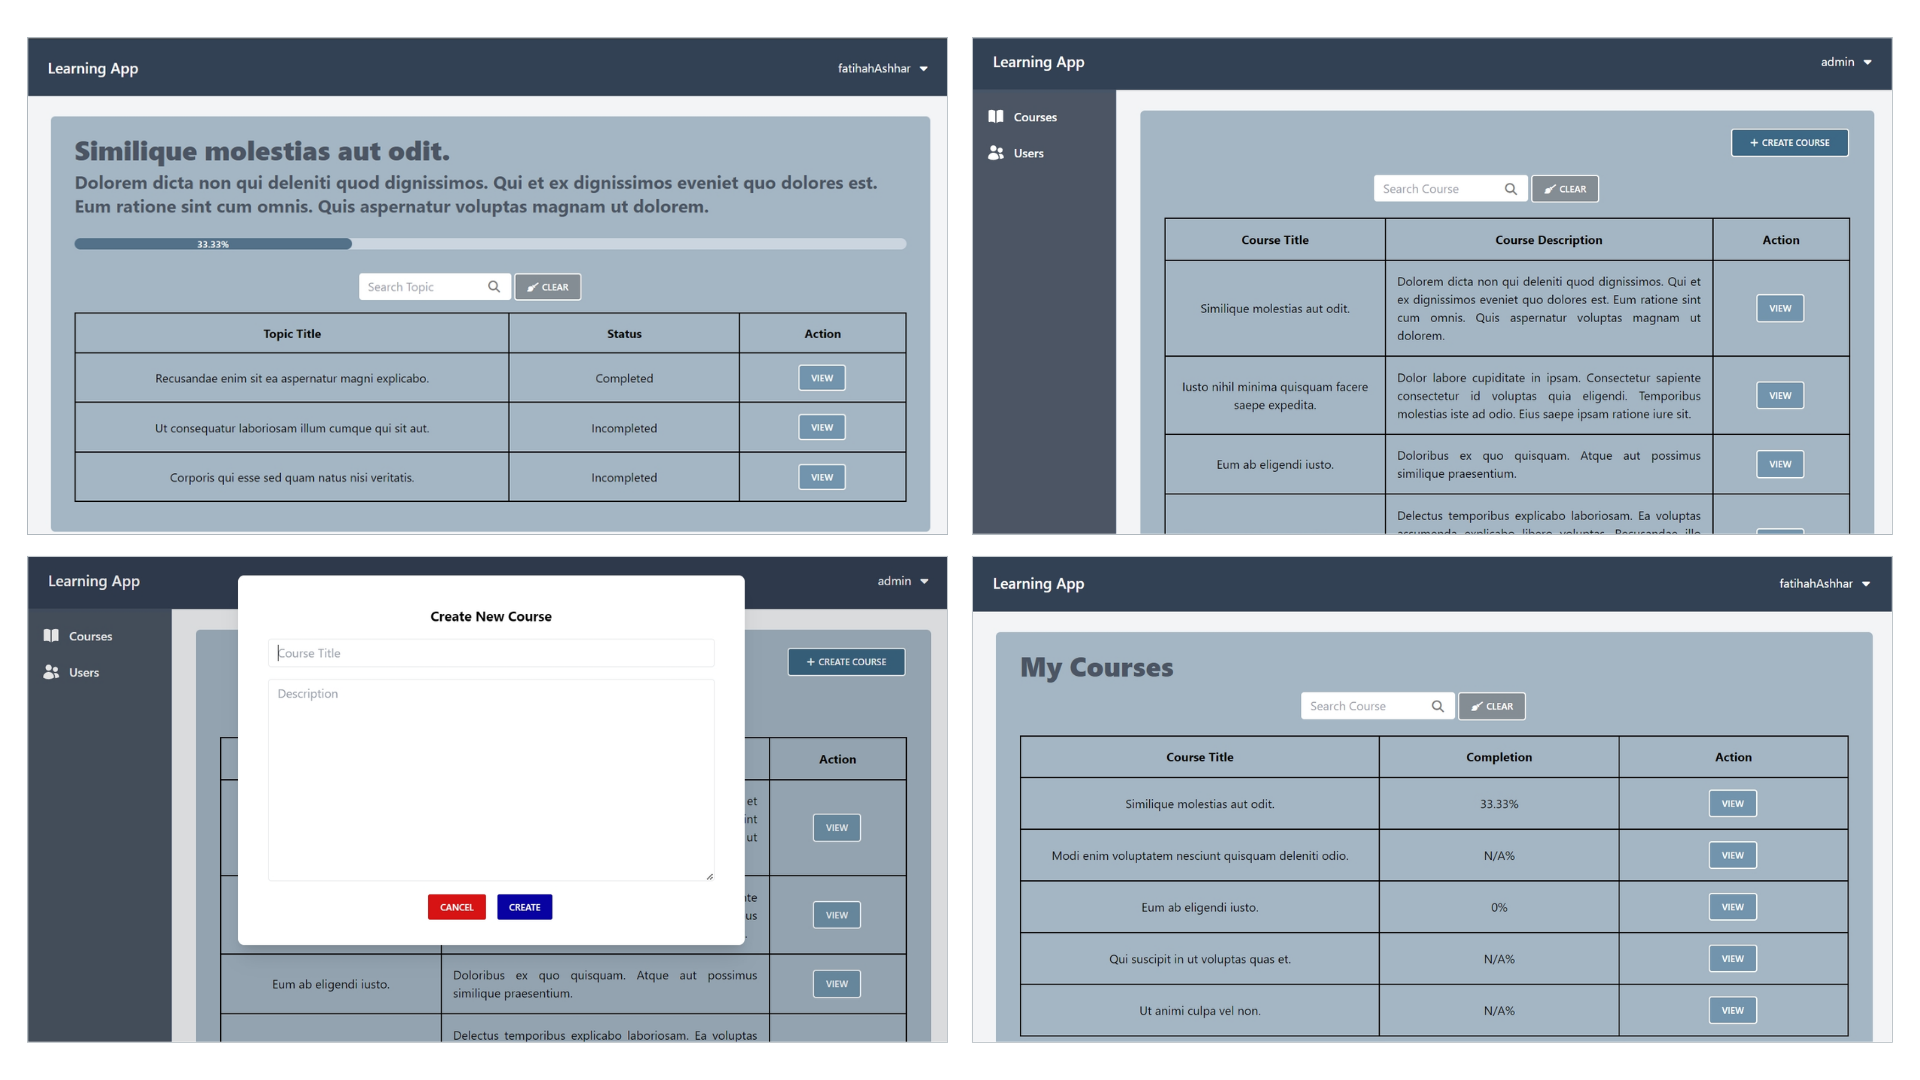 Learning App
fatihahAshhar
Similique molestias aut odit.
Dolorem dicta non qui deleniti quod dignissimos. Qui et ex dignissimos eveniet quo dolores est.
Eum ratione sint cum omnis. Quis aspernatur voluptas magnam ut dolorem.
33.33%
Search Topic
CLEAR
Topic Title Status Action
Recusandae enim sit ea aspernatur magni explicabo. Completed VIEW
Ut consequatur laboriosam illum cumque qui sit aut. Incompleted VIEW
Corporis qui esse sed quam natus nisi veritatis. Incompleted VIEW
Learning App
admin
Courses
Users
+ CREATE COURSE
Search Course
CLEAR
Course Title Course Description Action
Similique molestias aut odit.
Dolorem dicta non qui deleniti quod dignissimos. Qui et
ex dignissimos eveniet quo dolores est. Eum ratione sint
cum omnis. Quis aspernatur voluptas magnam ut
dolorem.
VIEW
Iusto nihil minima quisquam facere
saepe expedita.
Dolor labore cupiditate in ipsam. Consectetur sapiente
consectetur id voluptas quia eligendi. Temporibus
molestias iste ad odio. Eius saepe ipsam ratione iure sit.
VIEW
Eum ab eligendi iusto.
Doloribus ex quo quisquam. Atque aut possimus
similique praesentium.
VIEW
Delectus temporibus explicabo laboriosam. Ea voluptas
assumenda explicabo libero voluptas. Recusandae illo
Learning App
admin
Courses
Users
Create New Course
Course Title
Description
CANCEL
CREATE
+ CREATE COURSE
Action
et
int
ut
VIEW
te
us
VIEW
Eum ab eligendi iusto.
Doloribus ex quo quisquam. Atque aut possimus
similique praesentium.
VIEW
Delectus temporibus explicabo laboriosam. Ea voluptas
Learning App
fatihahAshhar
My Courses
Search Course
CLEAR
Course Title Completion Action
Similique molestias aut odit. 33.33% VIEW
Modi enim voluptatem nesciunt quisquam deleniti odio. N/A% VIEW
Eum ab eligendi iusto. 0% VIEW
Qui suscipit in ut voluptas quas et. N/A% VIEW
Ut animi culpa vel non. N/A% VIEW